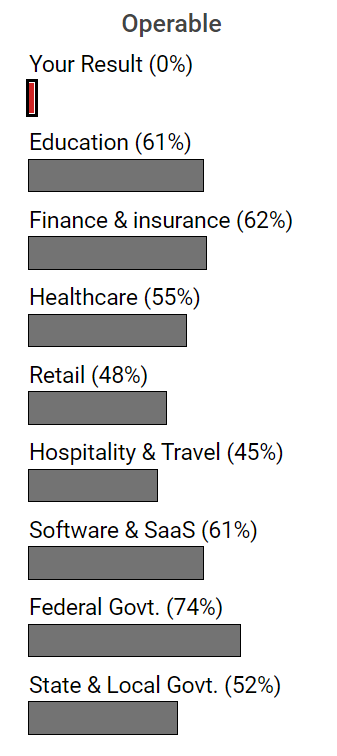 Operable
Your Result (0%)
Education (61%)
Finance & insurance (62%)
Healthcare (55%)
Retail (48%)
Hospitality & Travel (45%)
Software & SaaS (61%)
Federal Govt. (74%)
State & Local Govt. (52%)